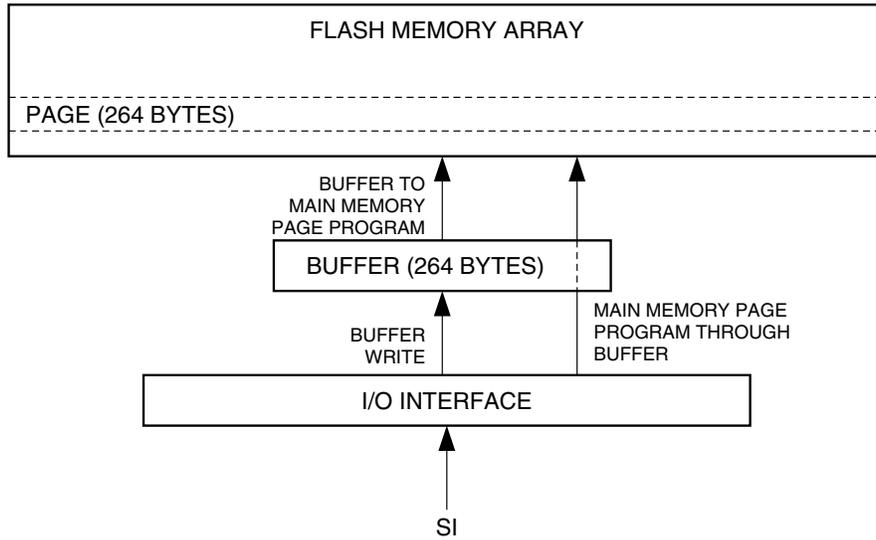 FLASH MEMORY ARRAY
PAGE (264 BYTES)
BUFFER TO
MAIN MEMORY
PAGE PROGRAM
BUFFER (264 BYTES)
MAIN MEMORY PAGE
PROGRAM THROUGH
BUFFER
BUFFER
WRITE
I/O INTERFACE
SI